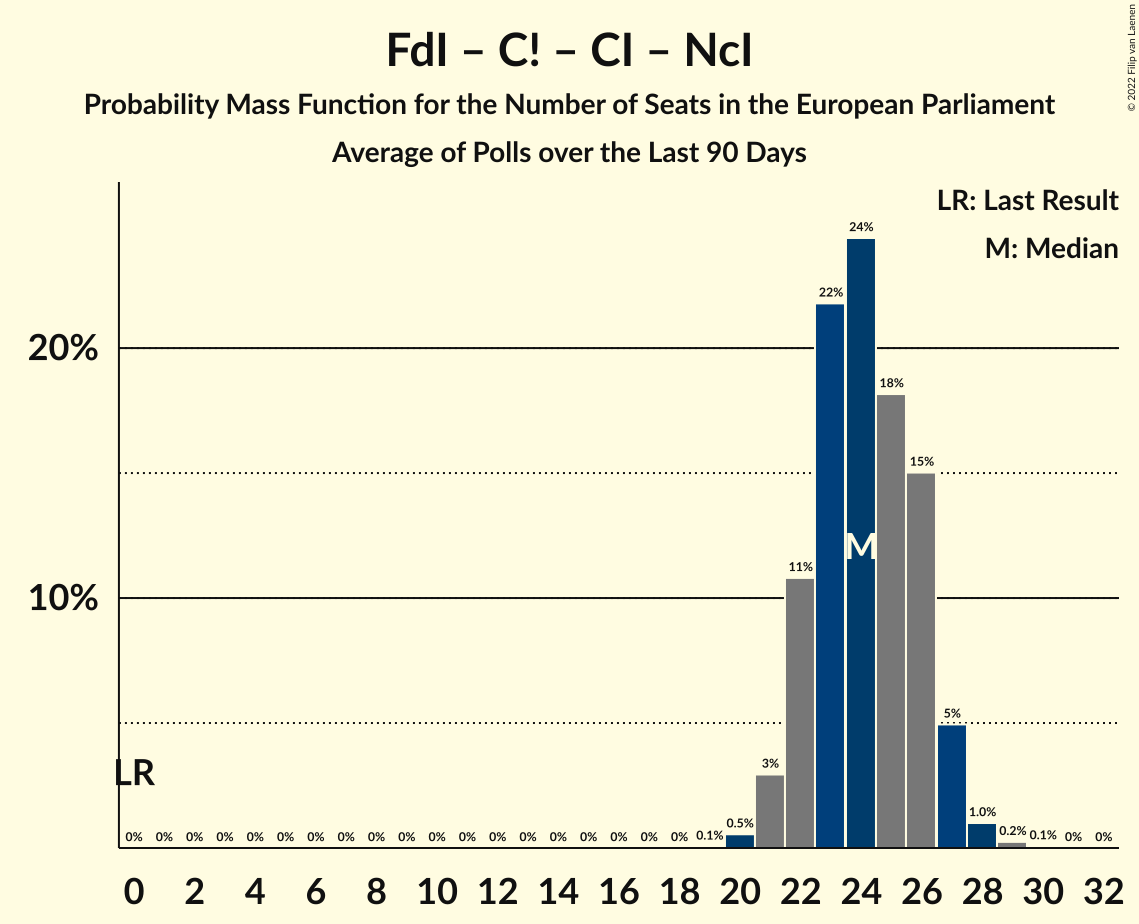 FdI – C! – CI – NcI
Probability Mass Function for the Number of Seats in the European Parliament
Average of Polls over the Last 90 Days
© 2022 Filip van Laenen
LR: Last Result
M: Median
24%
22%
20%
18%
15%
M
11%
10%
5%
LR
3%
0% 0% 0% 0% 0% 0% 0% 0% 0% 0% 0% 0% 0% 0% 0% 0% 0% 0% 0% 0.1% 0.5% 1.0% 0.2% 0.1% 0% 0%
0 2 4 6 8 10 12 14 16 18 20 22 24 26 28 30 32